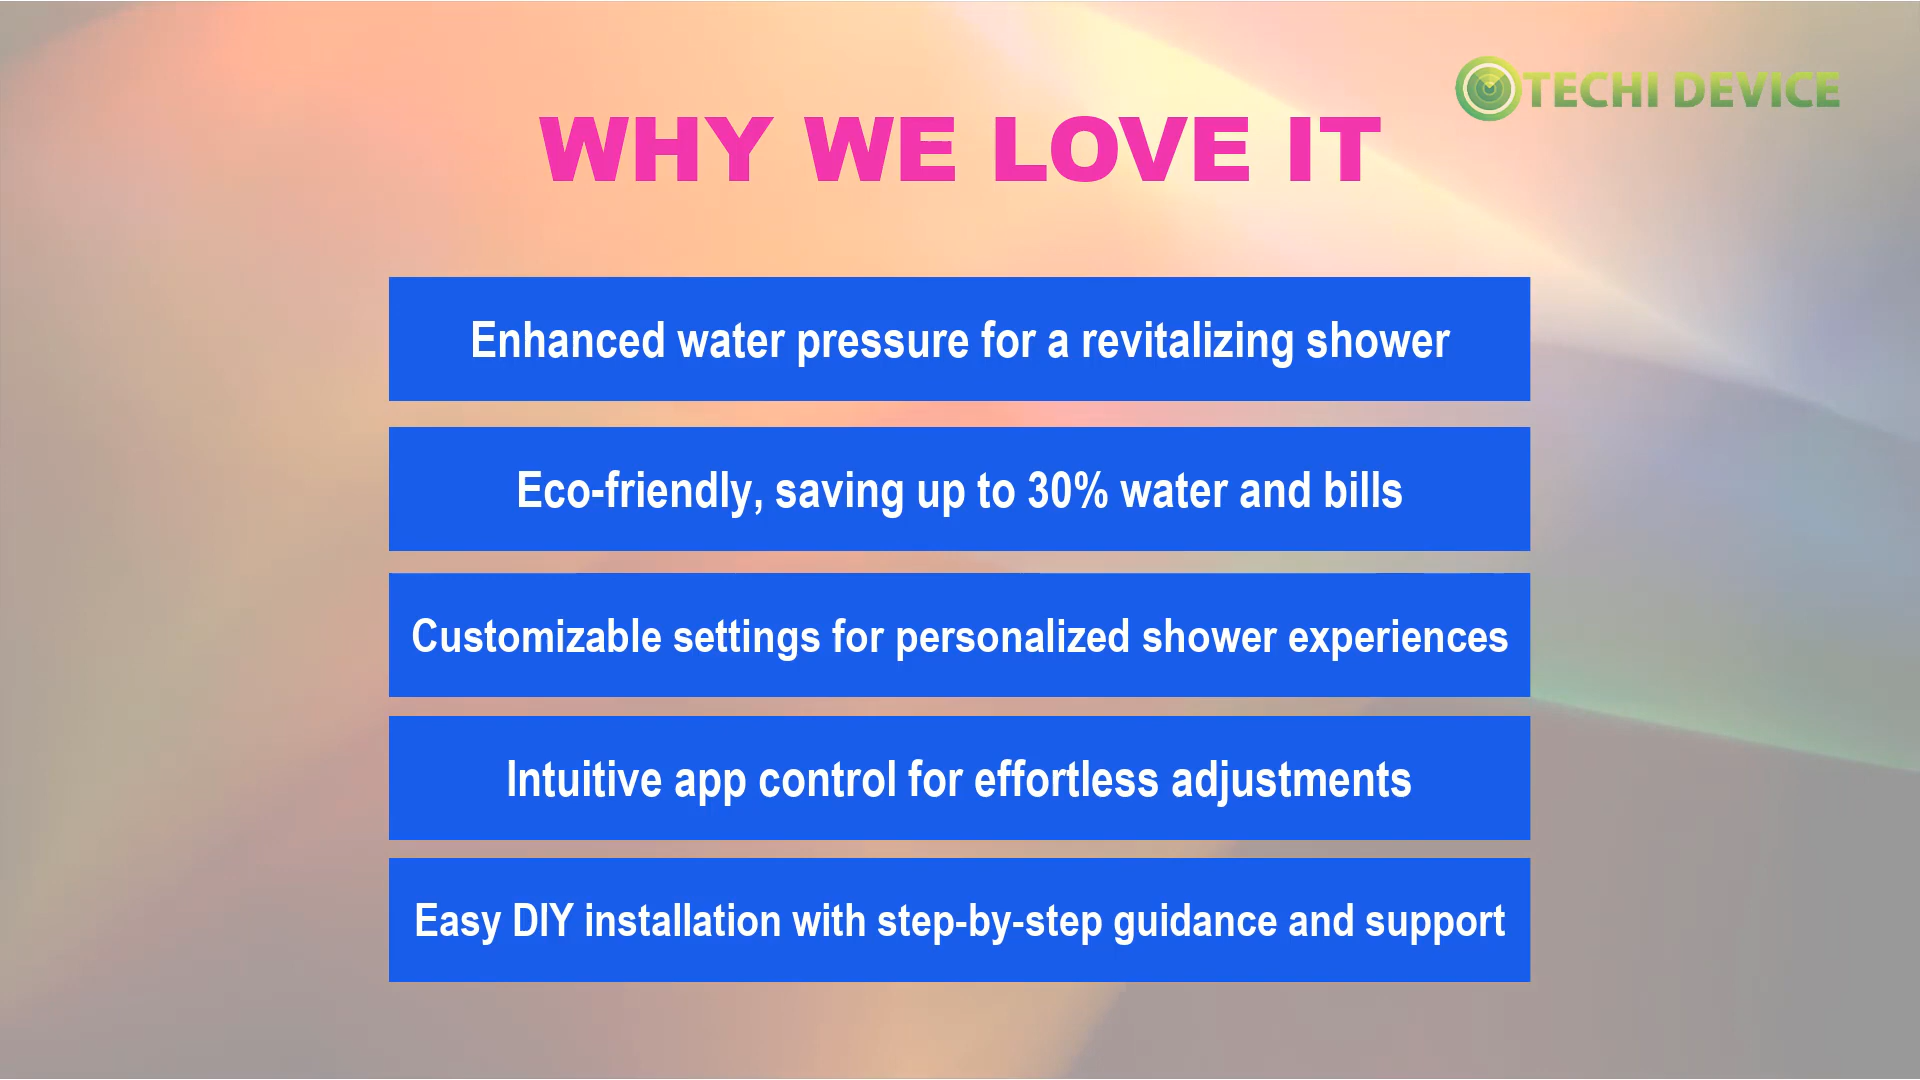 TECHI DEVICE
WHY WE LOVE IT
Enhanced water pressure for a revitalizing shower
Eco-friendly, saving up to 30% water and bills
Customizable settings for personalized shower experiences
Intuitive app control for effortless adjustments
Easy DIY installation with step-by-step guidance and support